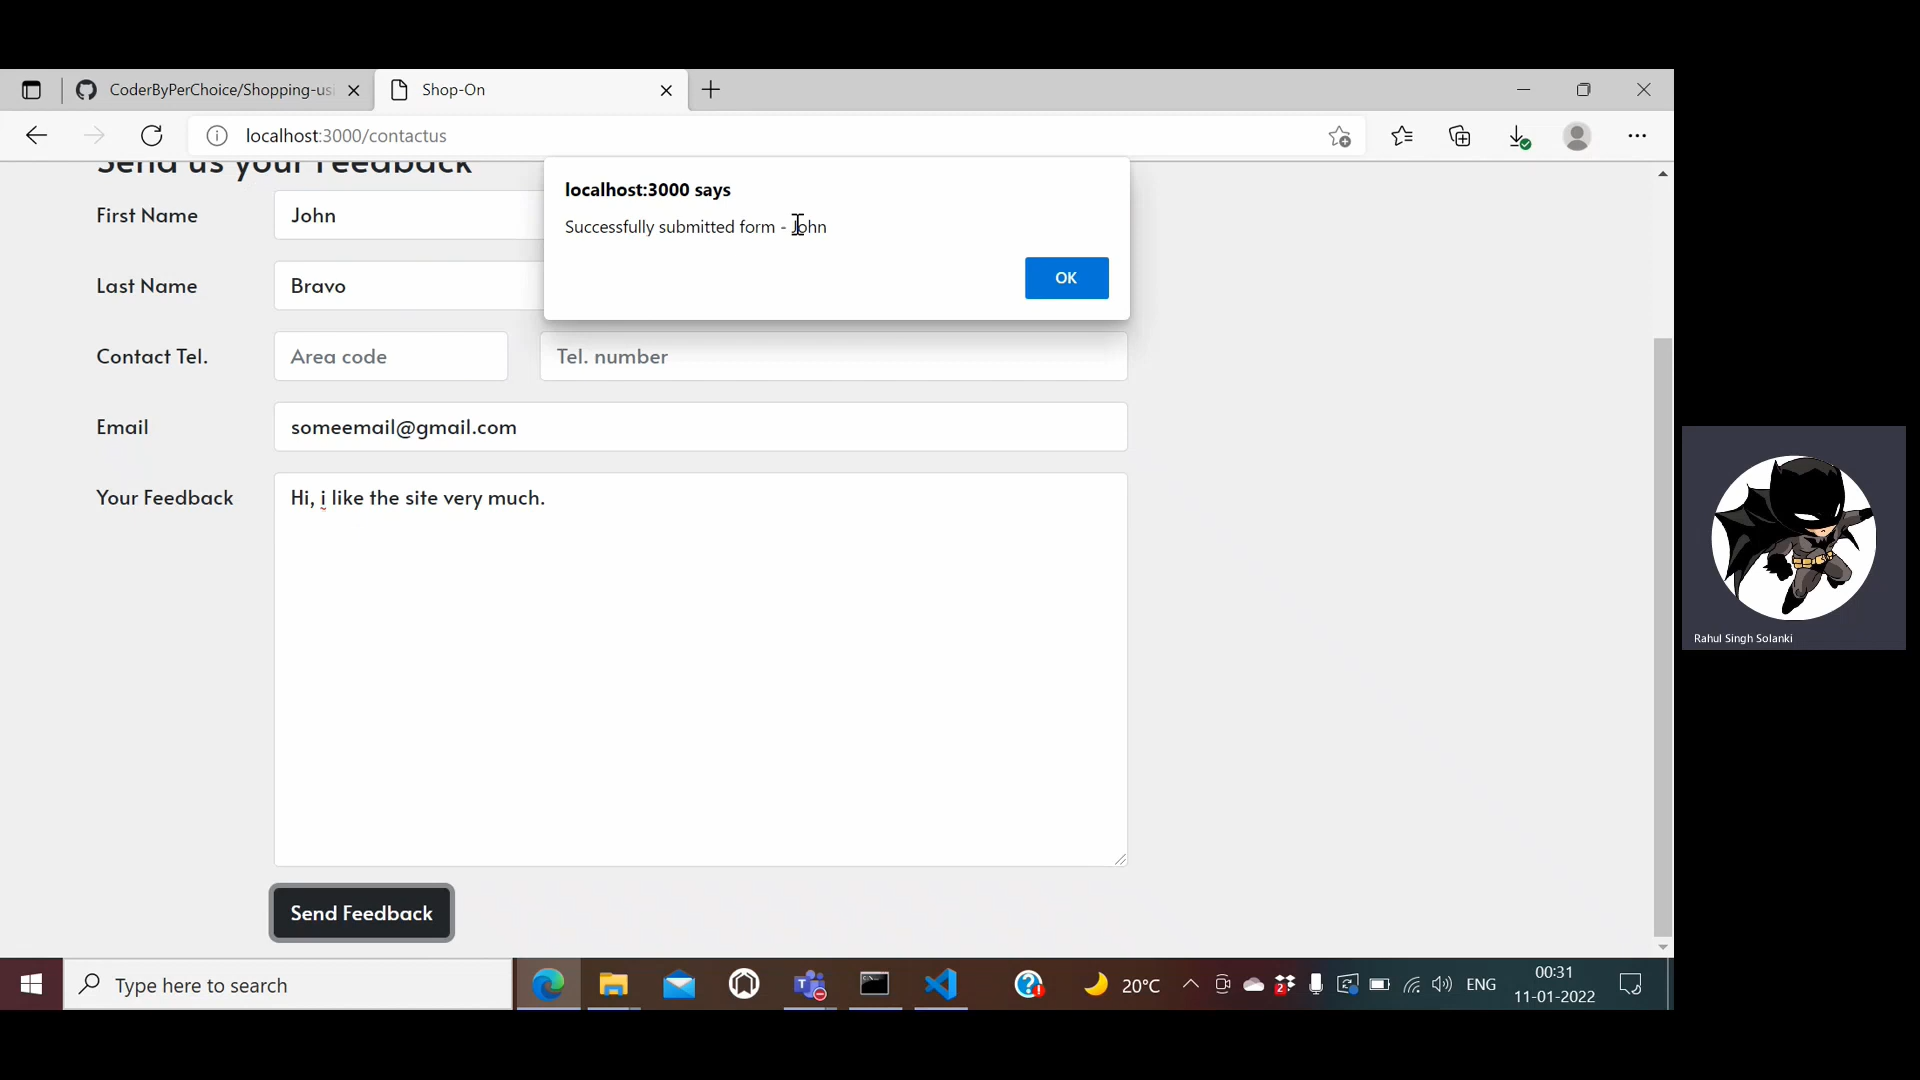 CoderByPerChoice/Shopping-usi
Shop-On
localhost:3000/contactus
Send us your Feedback
localhost:3000 says
Successfully submitted form - John
OK
First Name
John
Last Name
Bravo
Contact Tel.
Area code
Tel. number
Email
someemail@gmail.com
Your Feedback
Hi, i like the site very much.
Send Feedback
Rahul Singh Solanki
Type here to search
20°C
2
ENG
00:31
11-01-2022